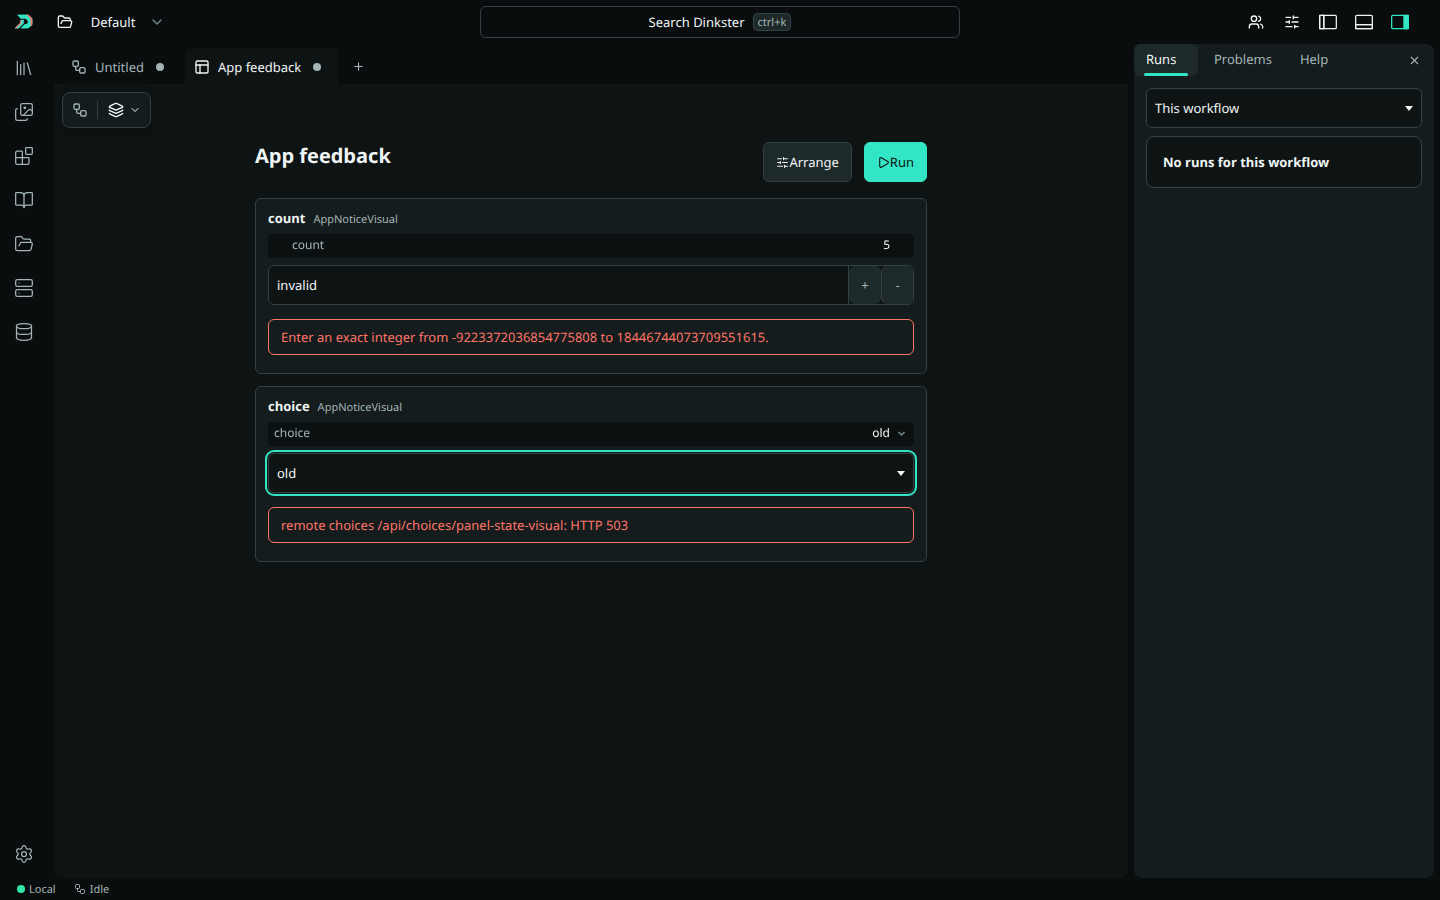 Default
Search Dinkster ctrl+k
Untitled
App feedback
Runs
Problems
Help
This workflow
No runs for this workflow
App feedback
Arrange
Run
count AppNoticeVisual
count 5
invalid + -
Enter an exact integer from -9223372036854775808 to 18446744073709551615.
choice AppNoticeVisual
choice old
old
remote choices /api/choices/panel-state-visual: HTTP 503
Local
Idle